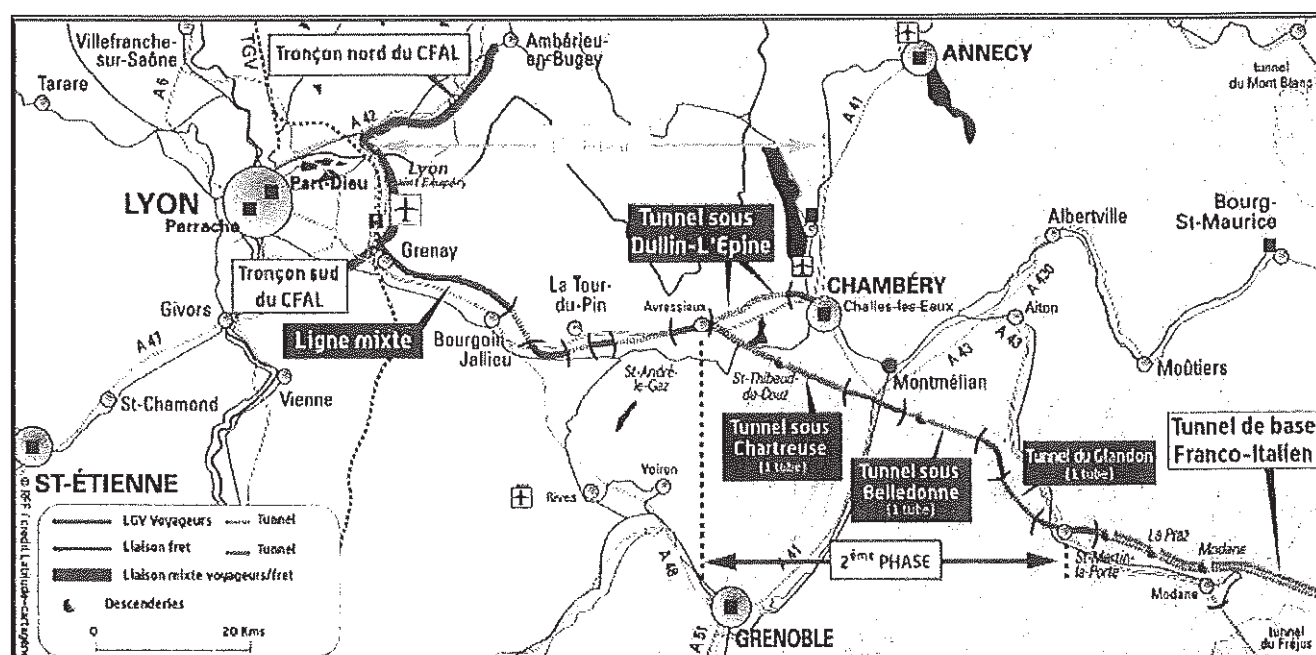 Villefranche-
sur-Saône
Tarare
A 6
TGV
Tronçon nord du CFAL
Ambérieu
en-Bugey
A 42
ANNECY
A 41
tunnel
du Mont Blanc
LYON
Part-Dieu
Perrache
Lyon
Grenay
Tronçon sud
du CFAL
Givors
A 47
St-Chamond
Vienne
ST-ÉTIENNE
Ligne mixte
Bourgoin
Jallieu
La Tour-
du-Pin
St-André-
le-Gaz
Avressieux
Tunnel sous
Dullin-L'Epine
CHAMBÉRY
Challes-les-Eaux
Albertville
Bourg-
St-Maurice
A 430
Aiton
A 43
A 43
Moûtiers
Montmélian
St-Thibaud-
de-Couz
Tunnel sous
Chartreuse
(1 tube)
Tunnel sous
Belledonne
(1 tube)
Tunnel du Glandon
(1 tube)
Tunnel de base
Franco-Italien
Voiron
Rives
A 48
A 41
A 51
GRENOBLE
2ème PHASE
St-Martin-
la-Porte
La Praz
Modane
Modane
tunnel
du Fréjus
LGV Voyageurs
Tunnel
Liaison fret
Tunnel
Liaison mixte voyageurs/fret
Descenderies
0 20 Kms